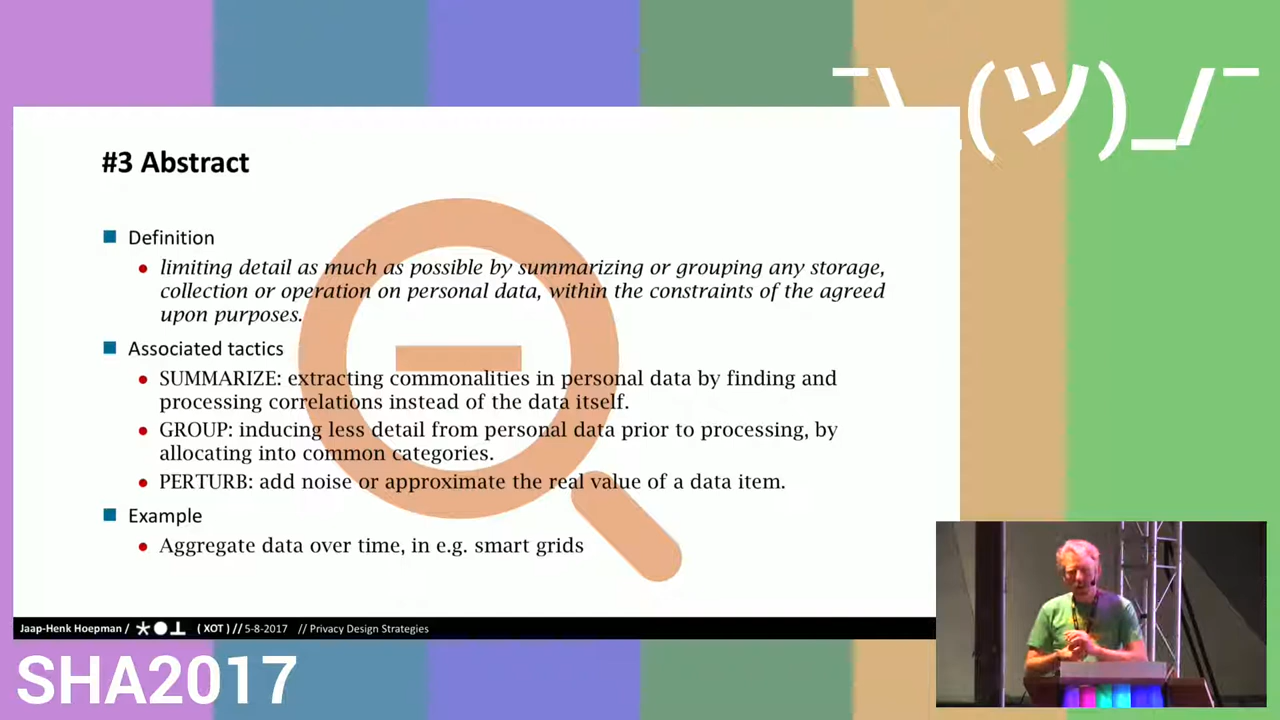 ¯\_(ツ)_/¯
#3 Abstract
Definition
limiting detail as much as possible by summarizing or grouping any storage,
collection or operation on personal data, within the constraints of the agreed
upon purposes.
Associated tactics
SUMMARIZE: extracting commonalities in personal data by finding and
processing correlations instead of the data itself.
GROUP: inducing less detail from personal data prior to processing, by
allocating into common categories.
PERTURB: add noise or approximate the real value of a data item.
Example
Aggregate data over time, in e.g. smart grids
Jaap-Henk Hoepman / ( XOT ) // 5-8-2017 // Privacy Design Strategies
SHA2017